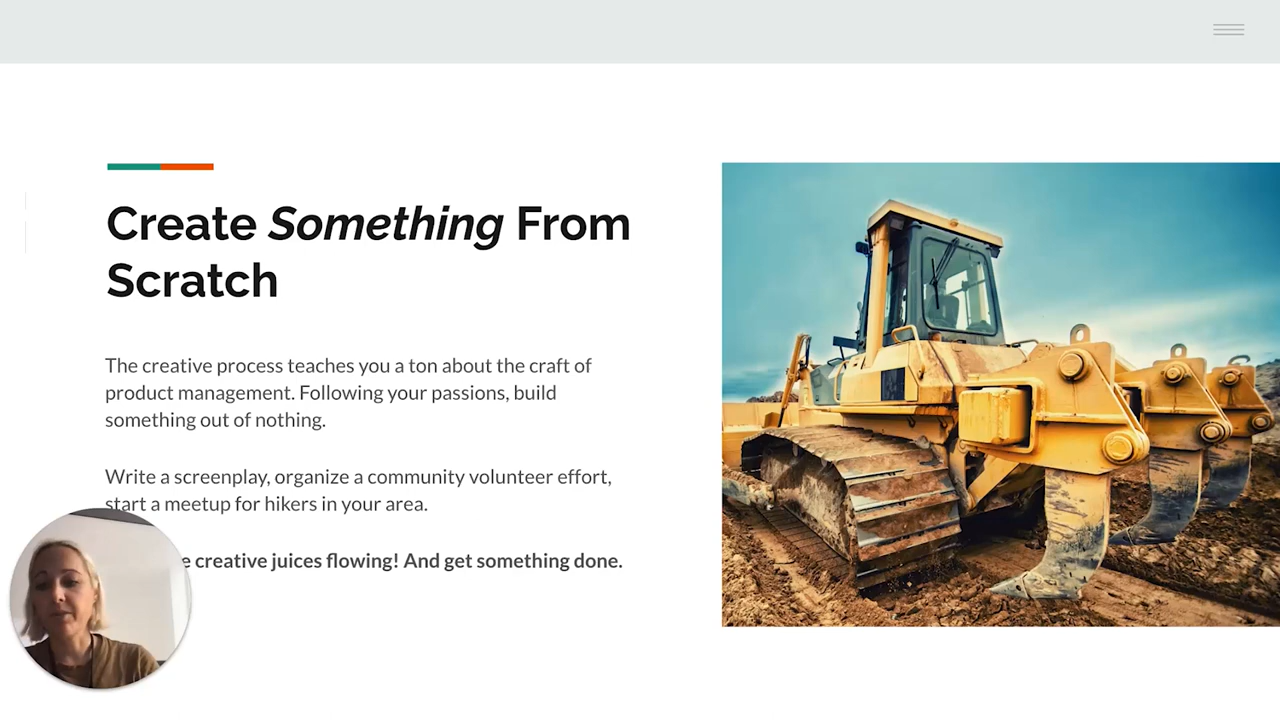 Create Something From
Scratch
The creative process teaches you a ton about the craft of
product management. Following your passions, build
something out of nothing.
Write a screenplay, organize a community volunteer effort,
start a meetup for hikers in your area.
creative juices flowing! And get something done.